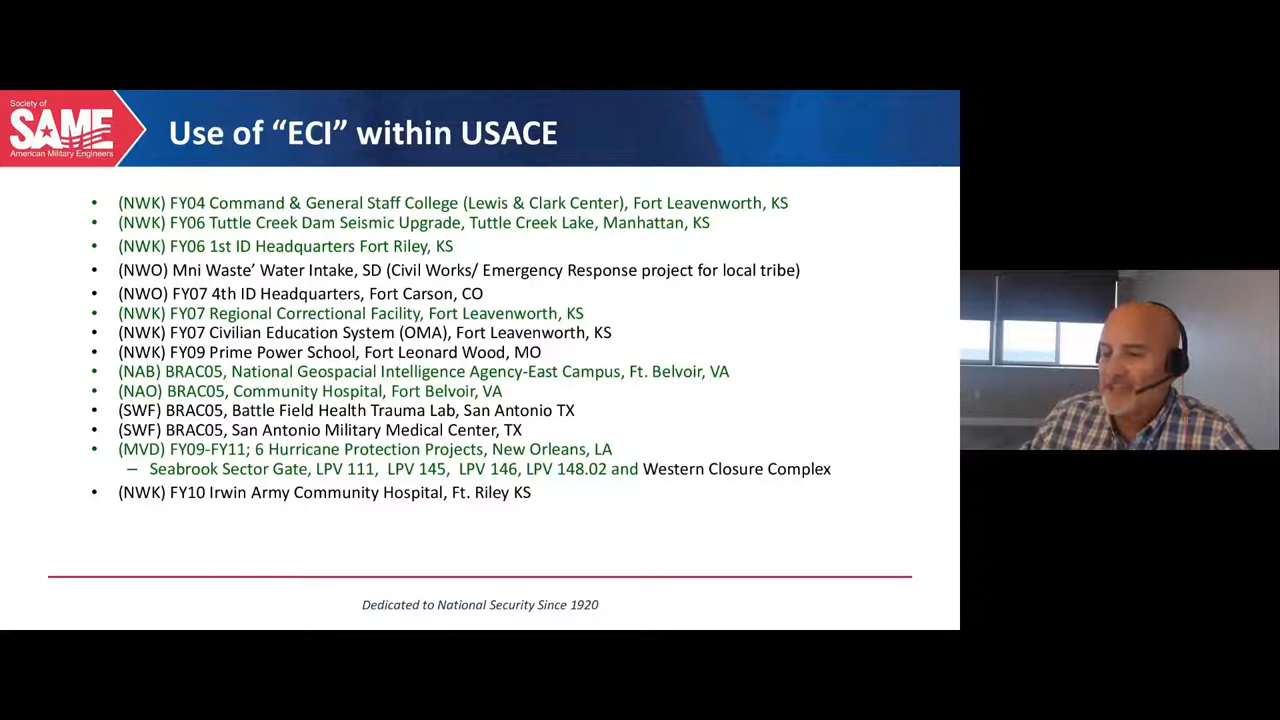 Society of
SAME
American Military Engineers
Use of “ECI” within USACE
• (NWK) FY04 Command & General Staff College (Lewis & Clark Center), Fort Leavenworth, KS
• (NWK) FY06 Tuttle Creek Dam Seismic Upgrade, Tuttle Creek Lake, Manhattan, KS
• (NWK) FY06 1st ID Headquarters Fort Riley, KS
• (NWO) Mni Waste’ Water Intake, SD (Civil Works/ Emergency Response project for local tribe)
• (NWO) FY07 4th ID Headquarters, Fort Carson, CO
• (NWK) FY07 Regional Correctional Facility, Fort Leavenworth, KS
• (NWK) FY07 Civilian Education System (OMA), Fort Leavenworth, KS
• (NWK) FY09 Prime Power School, Fort Leonard Wood, MO
• (NAB) BRAC05, National Geospacial Intelligence Agency-East Campus, Ft. Belvoir, VA
• (NAO) BRAC05, Community Hospital, Fort Belvoir, VA
• (SWF) BRAC05, Battle Field Health Trauma Lab, San Antonio TX
• (SWF) BRAC05, San Antonio Military Medical Center, TX
• (MVD) FY09-FY11; 6 Hurricane Protection Projects, New Orleans, LA
– Seabrook Sector Gate, LPV 111, LPV 145, LPV 146, LPV 148.02 and Western Closure Complex
• (NWK) FY10 Irwin Army Community Hospital, Ft. Riley KS
Dedicated to National Security Since 1920